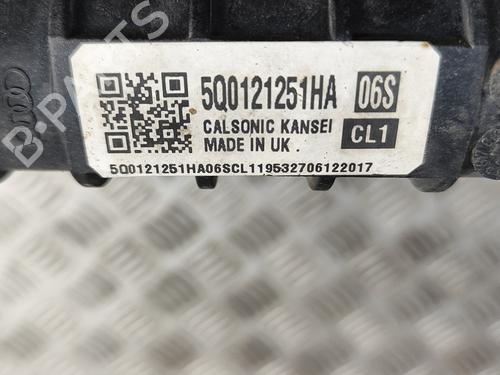 5Q0121251HA 06S
CALSONIC KANSEI CL1
MADE IN UK .
5Q0121251HA06SCL119532706122017
B-PARTS